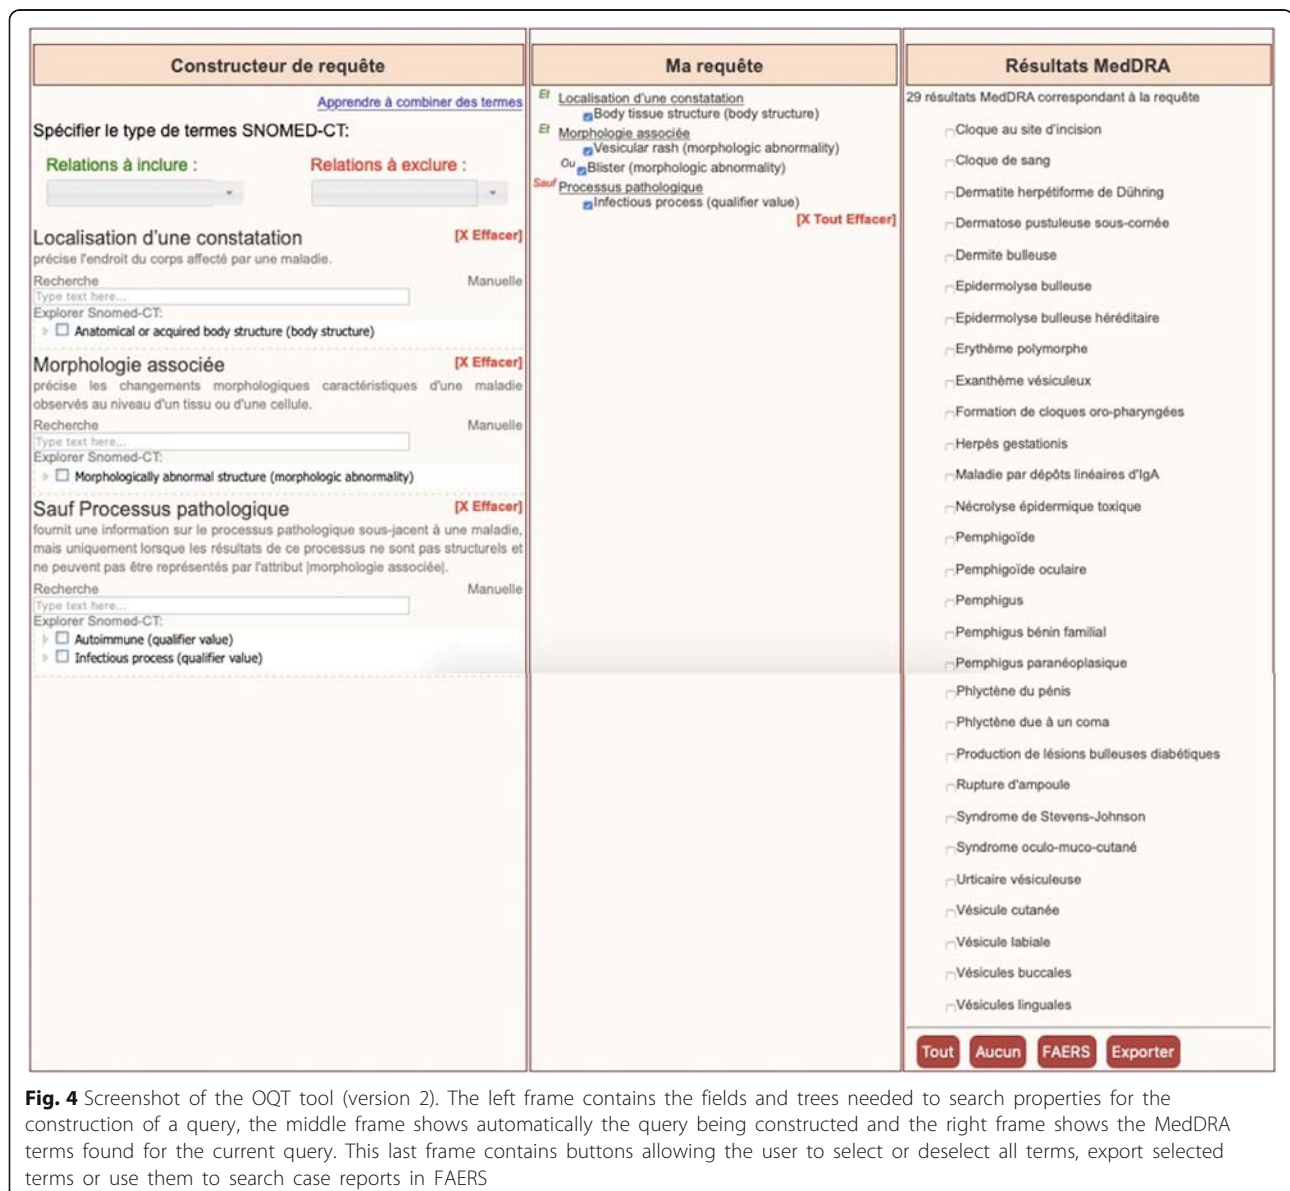 Constructeur de requête
Apprendre à combiner des termes
Spécifier le type de termes SNOMED-CT:
Relations à inclure :
Relations à exclure :
Localisation d'une constatation
[X Effacer]
précise l'endroit du corps affecté par une maladie.
Recherche
Manuelle
Type text here...
Explorer Snomed-CT:
Anatomical or acquired body structure (body structure)
Morphologie associée
[X Effacer]
précise les changements morphologiques caractéristiques d'une maladie
observés au niveau d'un tissu ou d'une cellule.
Recherche
Manuelle
Type text here...
Explorer Snomed-CT:
Morphologically abnormal structure (morphologic abnormality)
Sauf Processus pathologique
[X Effacer]
fournit une information sur le processus pathologique sous-jacent à une maladie,
mais uniquement lorsque les résultats de ce processus ne sont pas structurels et
ne peuvent pas être représentés par l'attribut |morphologie associée|.
Recherche
Manuelle
Type text here...
Explorer Snomed-CT:
Autoimmune (qualifier value)
Infectious process (qualifier value)
Ma requête
Et Localisation d'une constatation
Body tissue structure (body structure)
Et Morphologie associée
Vesicular rash (morphologic abnormality)
Ou Blister (morphologic abnormality)
Sauf Processus pathologique
Infectious process (qualifier value)
[X Tout Effacer]
Résultats MedDRA
29 résultats MedDRA correspondant à la requête
Cloque au site d'incision
Cloque de sang
Dermatite herpétiforme de Dühring
Dermatose pustuleuse sous-cornée
Dermite bulleuse
Epidermolyse bulleuse
Epidermolyse bulleuse héréditaire
Erythème polymorphe
Exanthème vésiculeux
Formation de cloques oro-pharyngées
Herpès gestationis
Maladie par dépôts linéaires d'IgA
Nécrolyse épidermique toxique
Pemphigoïde
Pemphigoïde oculaire
Pemphigus
Pemphigus bénin familial
Pemphigus paranéoplasique
Phlyctène du pénis
Phlyctène due à un coma
Production de lésions bulleuses diabétiques
Rupture d'ampoule
Syndrome de Stevens-Johnson
Syndrome oculo-muco-cutané
Urticaire vésiculeuse
Vésicule cutanée
Vésicule labiale
Vésicules buccales
Vésicules linguales
Tout Aucun FAERS Exporter
Fig. 4 Screenshot of the OQT tool (version 2). The left frame contains the fields and trees needed to search properties for the
construction of a query, the middle frame shows automatically the query being constructed and the right frame shows the MedDRA
terms found for the current query. This last frame contains buttons allowing the user to select or deselect all terms, export selected
terms or use them to search case reports in FAERS